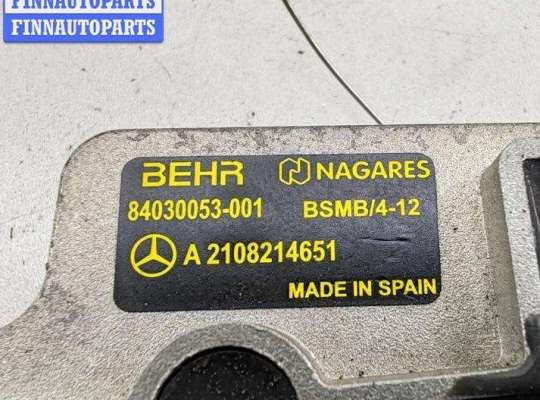 FINNAUTOPARTS
FINNAUTOPARTS
BEHR NAGARES
84030053-001 BSMB/4-12
A 2108214651
MADE IN SPAIN